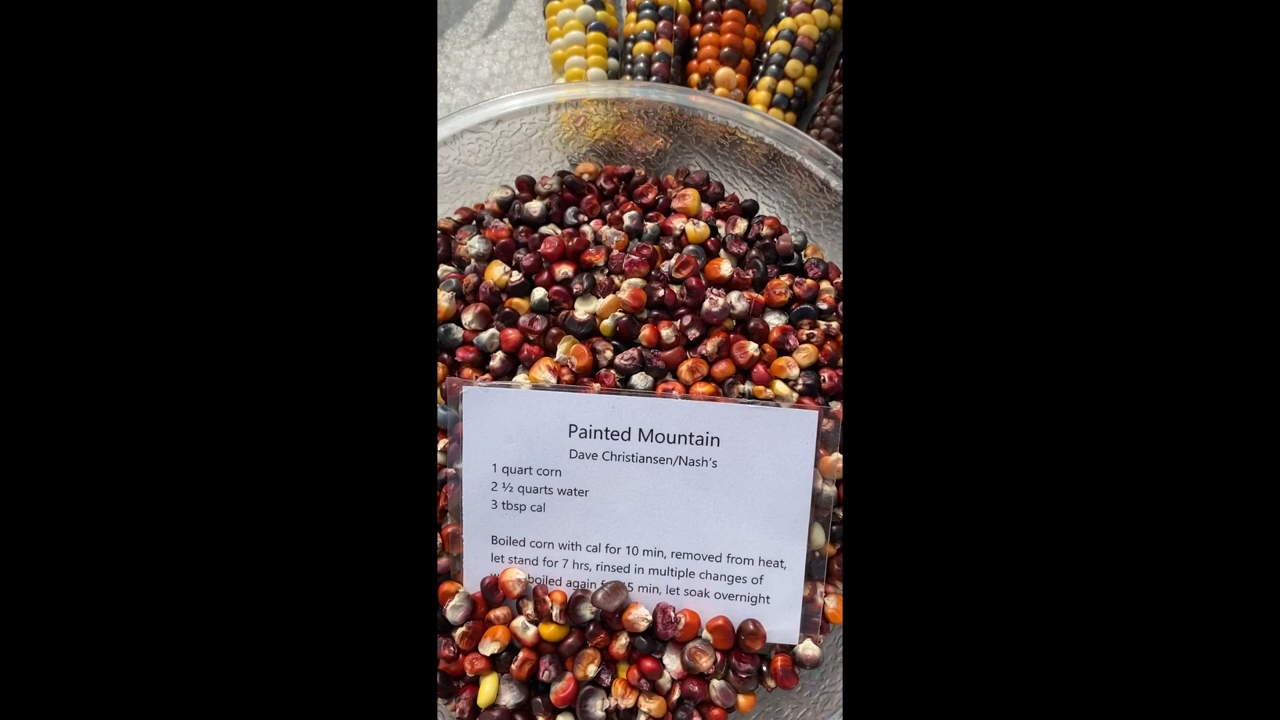 Painted Mountain
Dave Christiansen/Nash's
1 quart corn
2 ½ quarts water
3 tbsp cal
Boiled corn with cal for 10 min, removed from heat,
let stand for 7 hrs, rinsed in multiple changes of
boiled again 5 min, let soak overnight